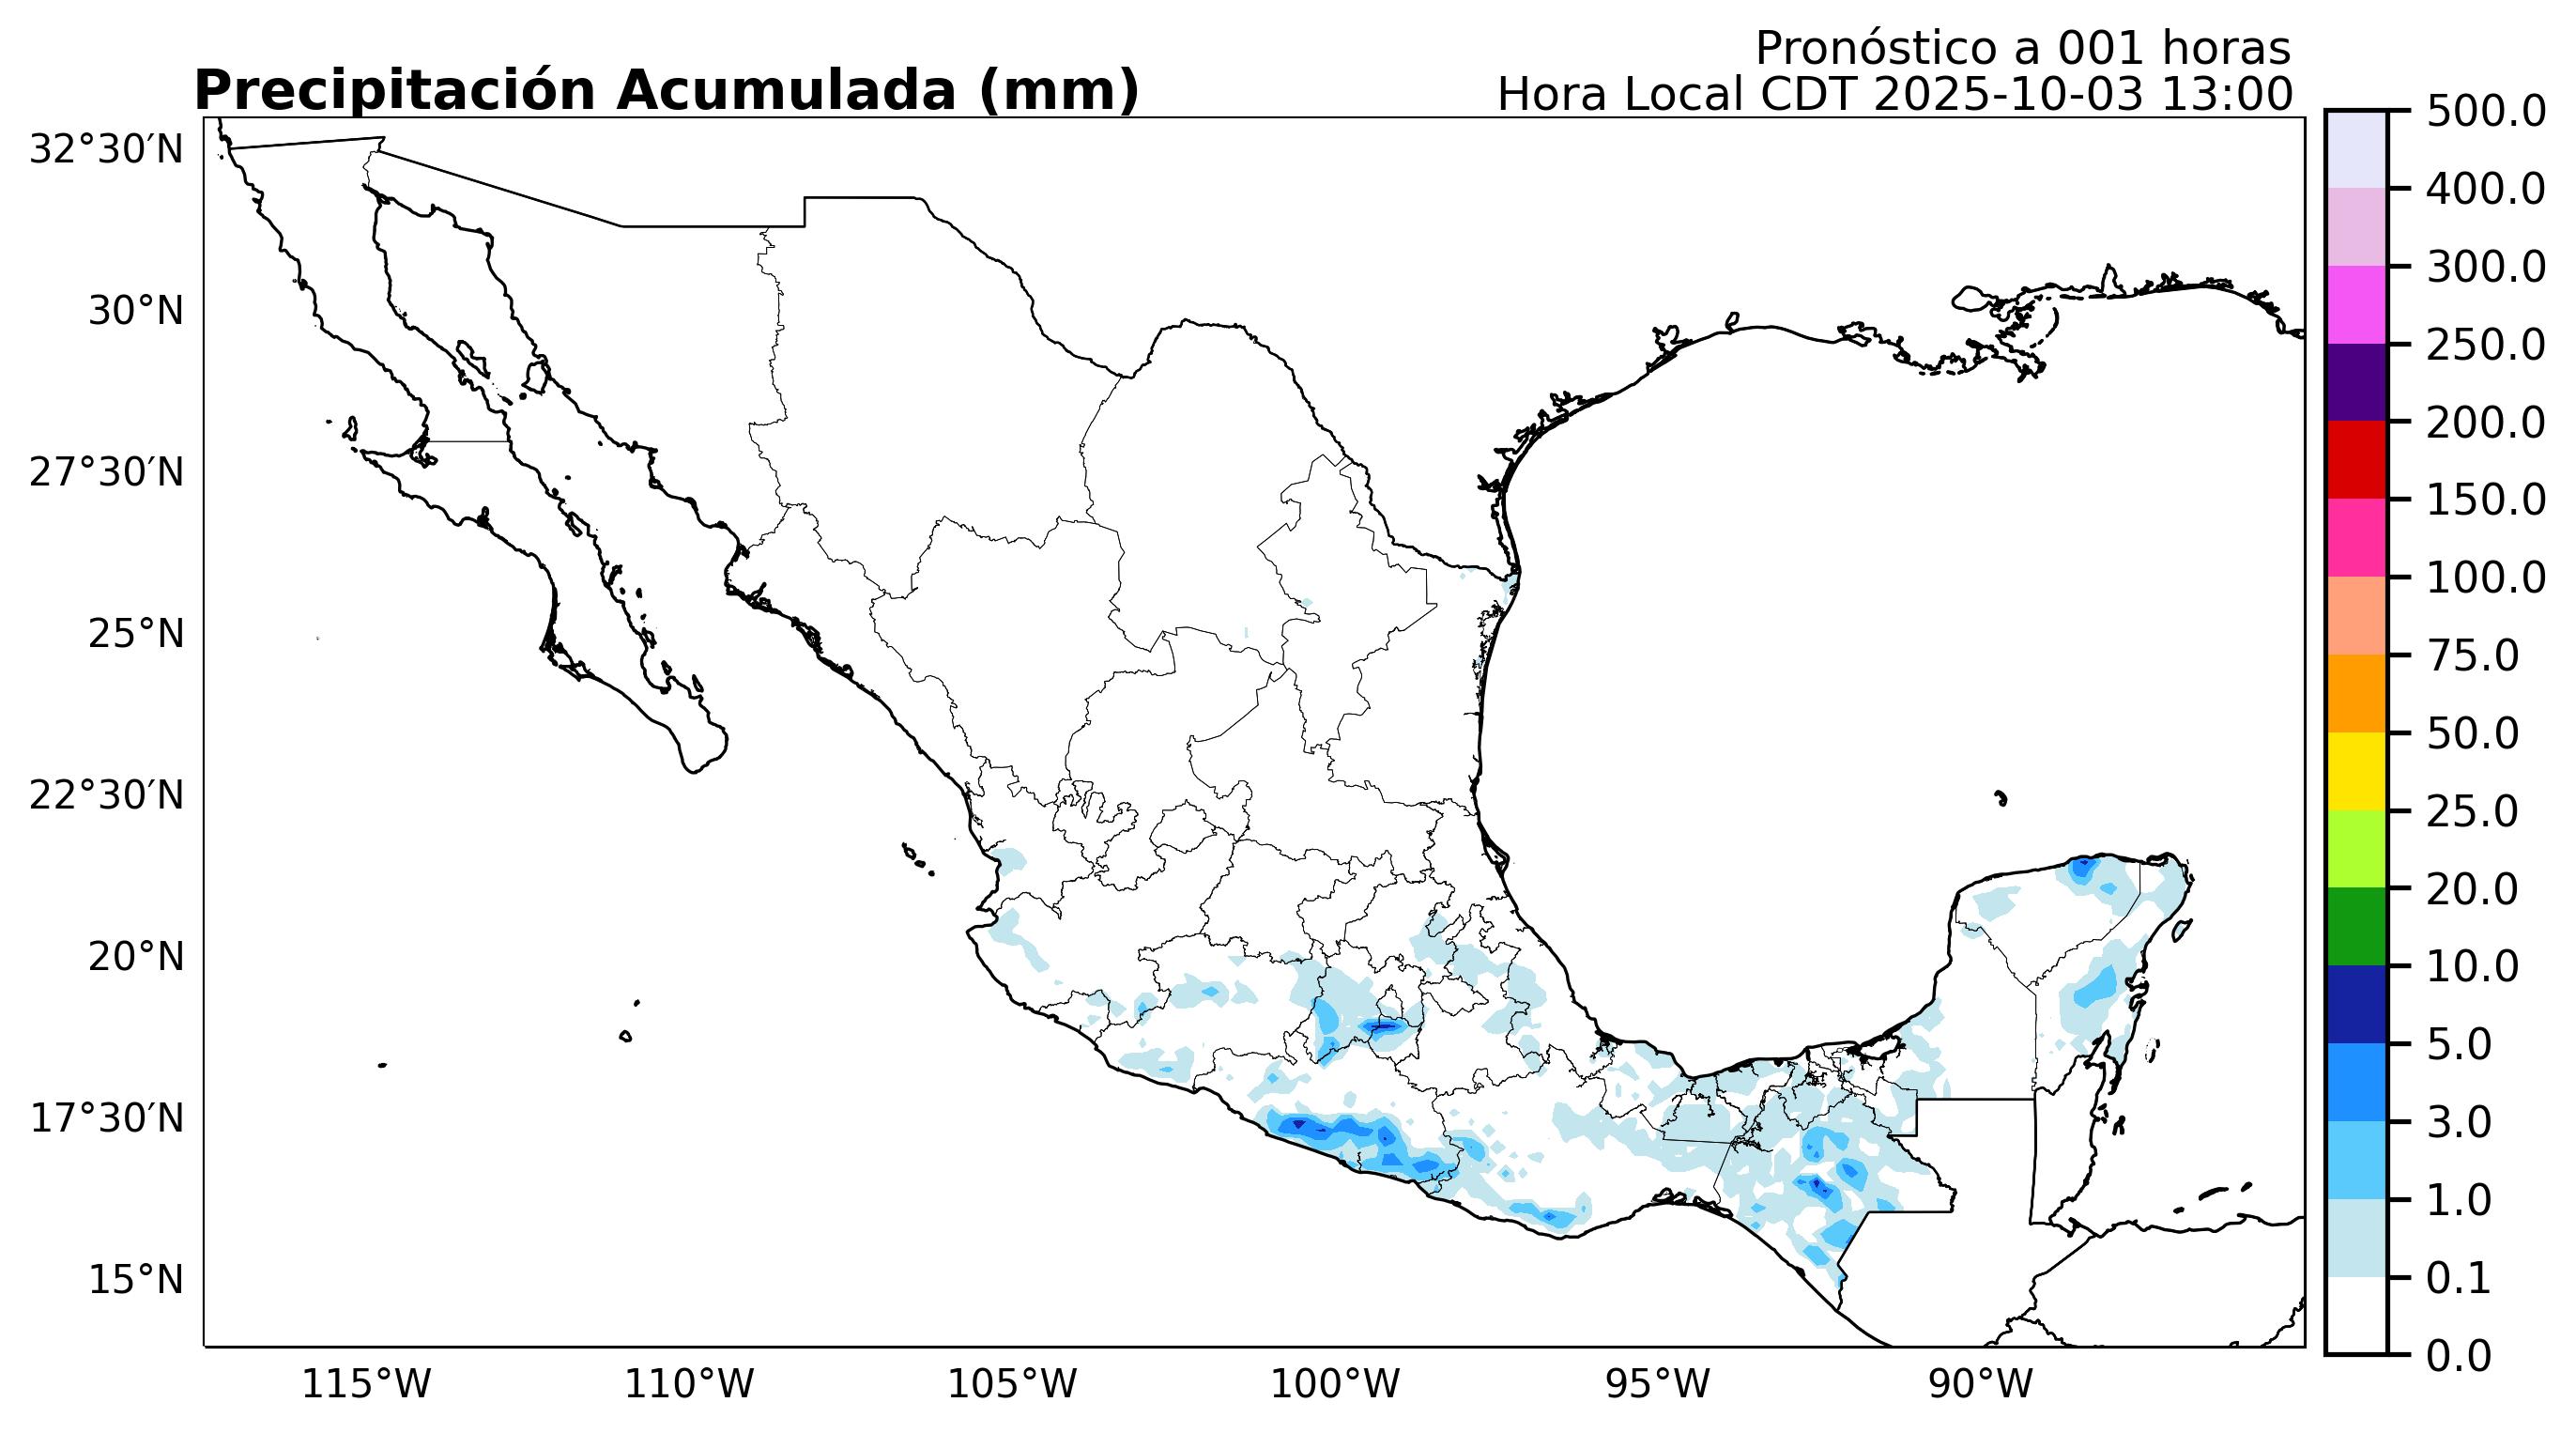 Pronóstico a 001 horas
Precipitación Acumulada (mm)
Hora Local CDT 2025-10-03 13:00
32°30′N
30°N
27°30′N
25°N
22°30′N
20°N
17°30′N
15°N
115°W
110°W
105°W
100°W
95°W
90°W
500.0
400.0
300.0
250.0
200.0
150.0
100.0
75.0
50.0
25.0
20.0
10.0
5.0
3.0
1.0
0.1
0.0